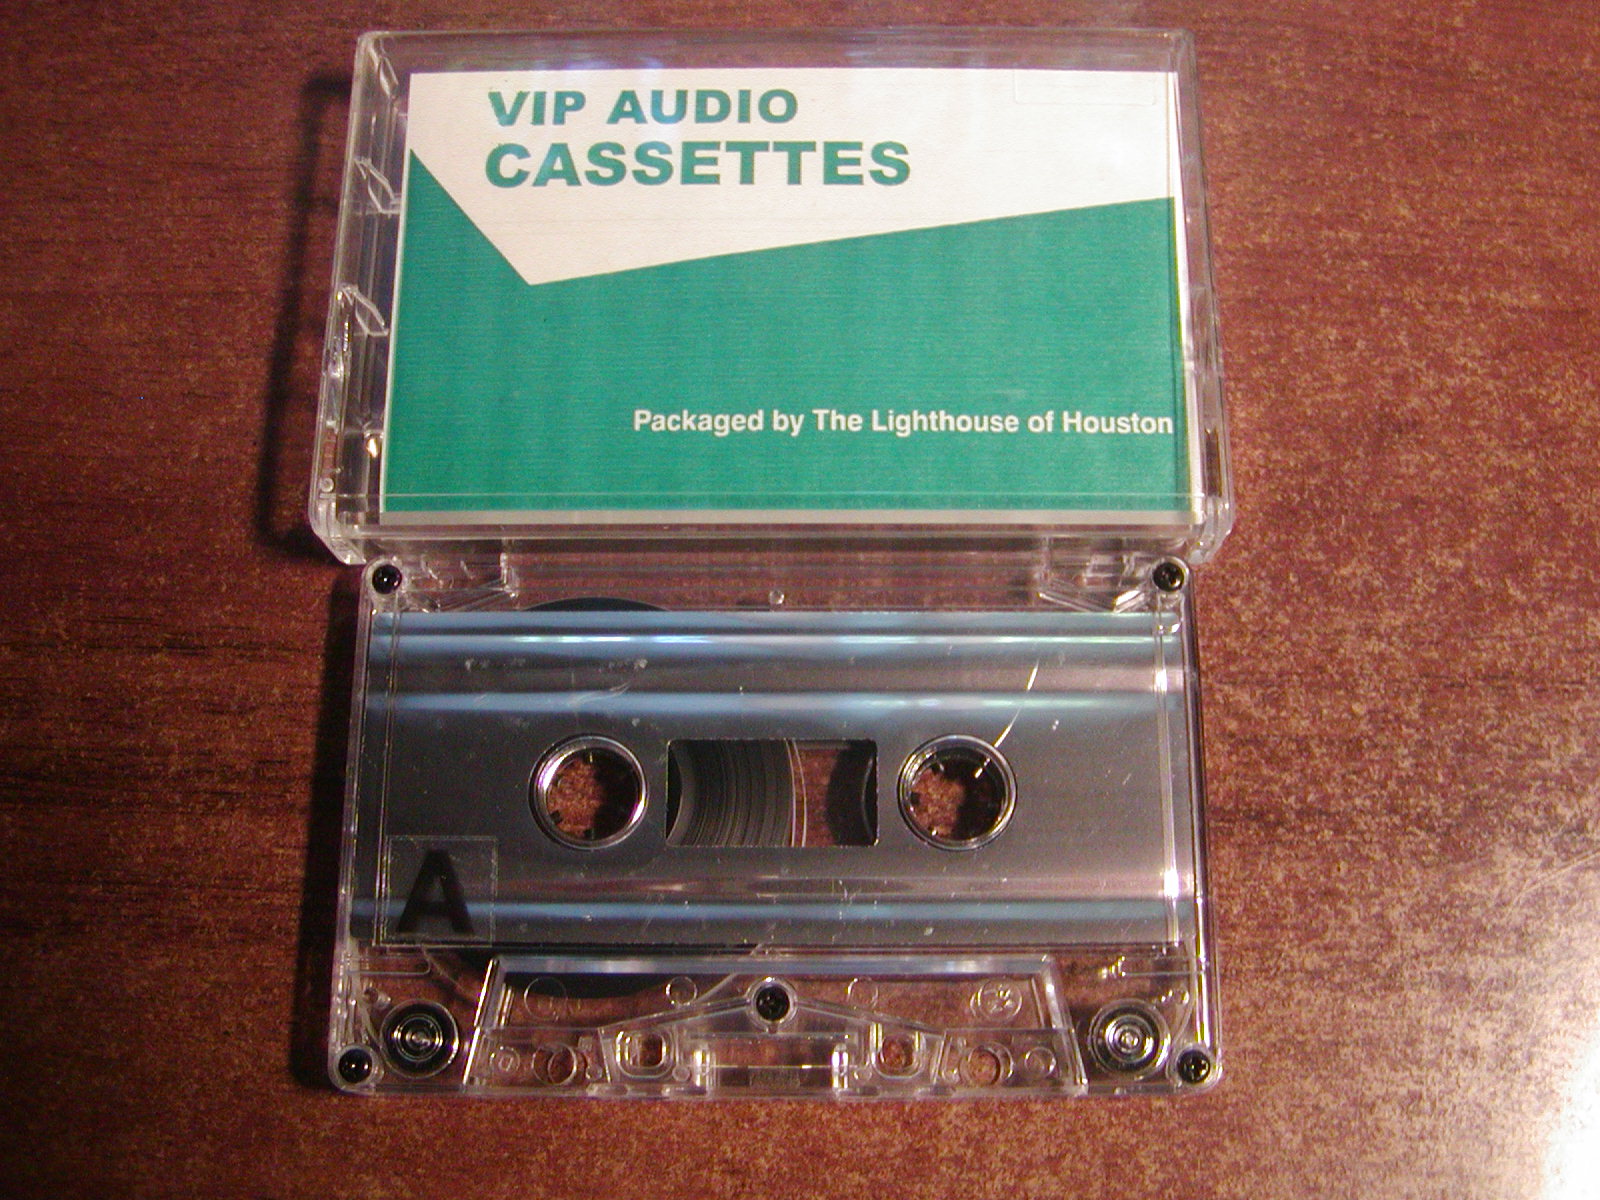 VIP AUDIO
CASSETTES
Packaged by The Lighthouse of Houston
A